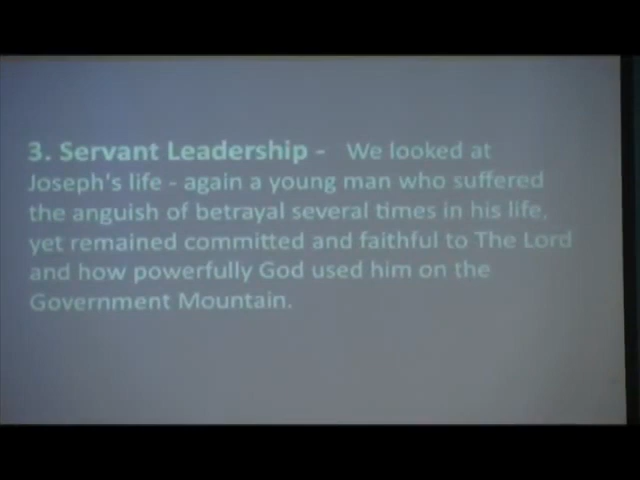 3. Servant Leadership -   We looked at
Joseph's life - again a young man who suffered
the anguish of betrayal several times in his life,
yet remained committed and faithful to The Lord
and how powerfully God used him on the
Government Mountain.